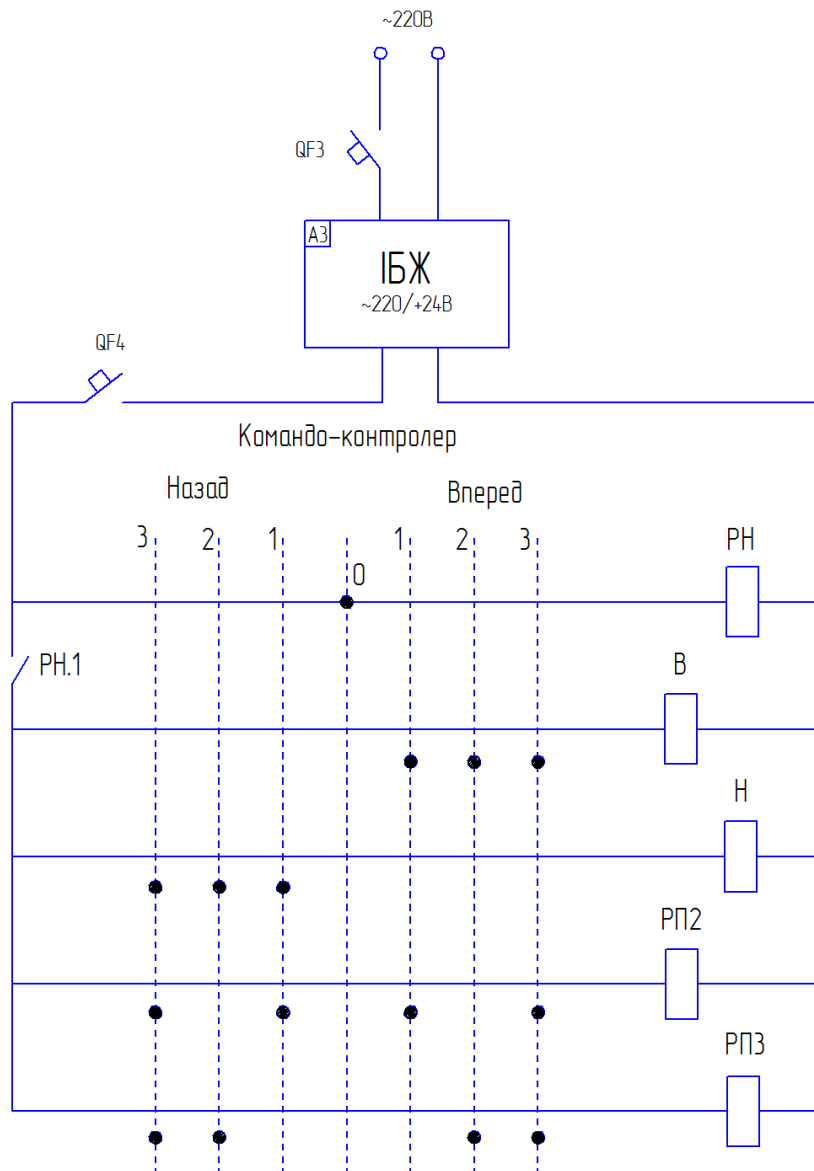 ~220В
QF3
А3
ІБЖ
~220/+24В
QF4
Командо-контролер
Назад Вперед
3 2 1 1 2 3
0
РН
РН.1
В
Н
РП2
РП3